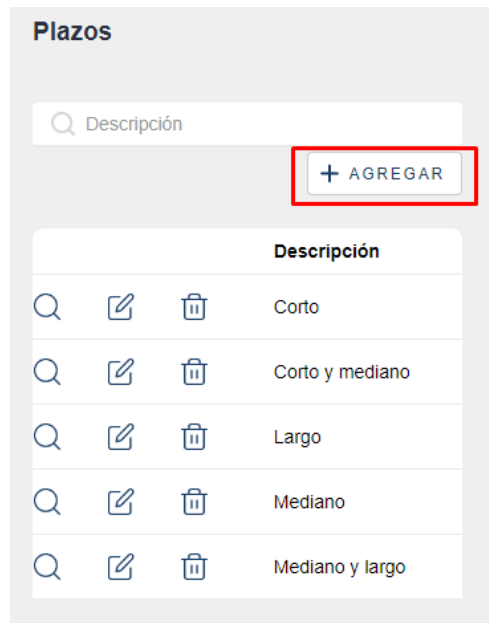 Plazos
Descripción
AGREGAR
Descripción
Corto
Corto y mediano
Largo
Mediano
Mediano y largo